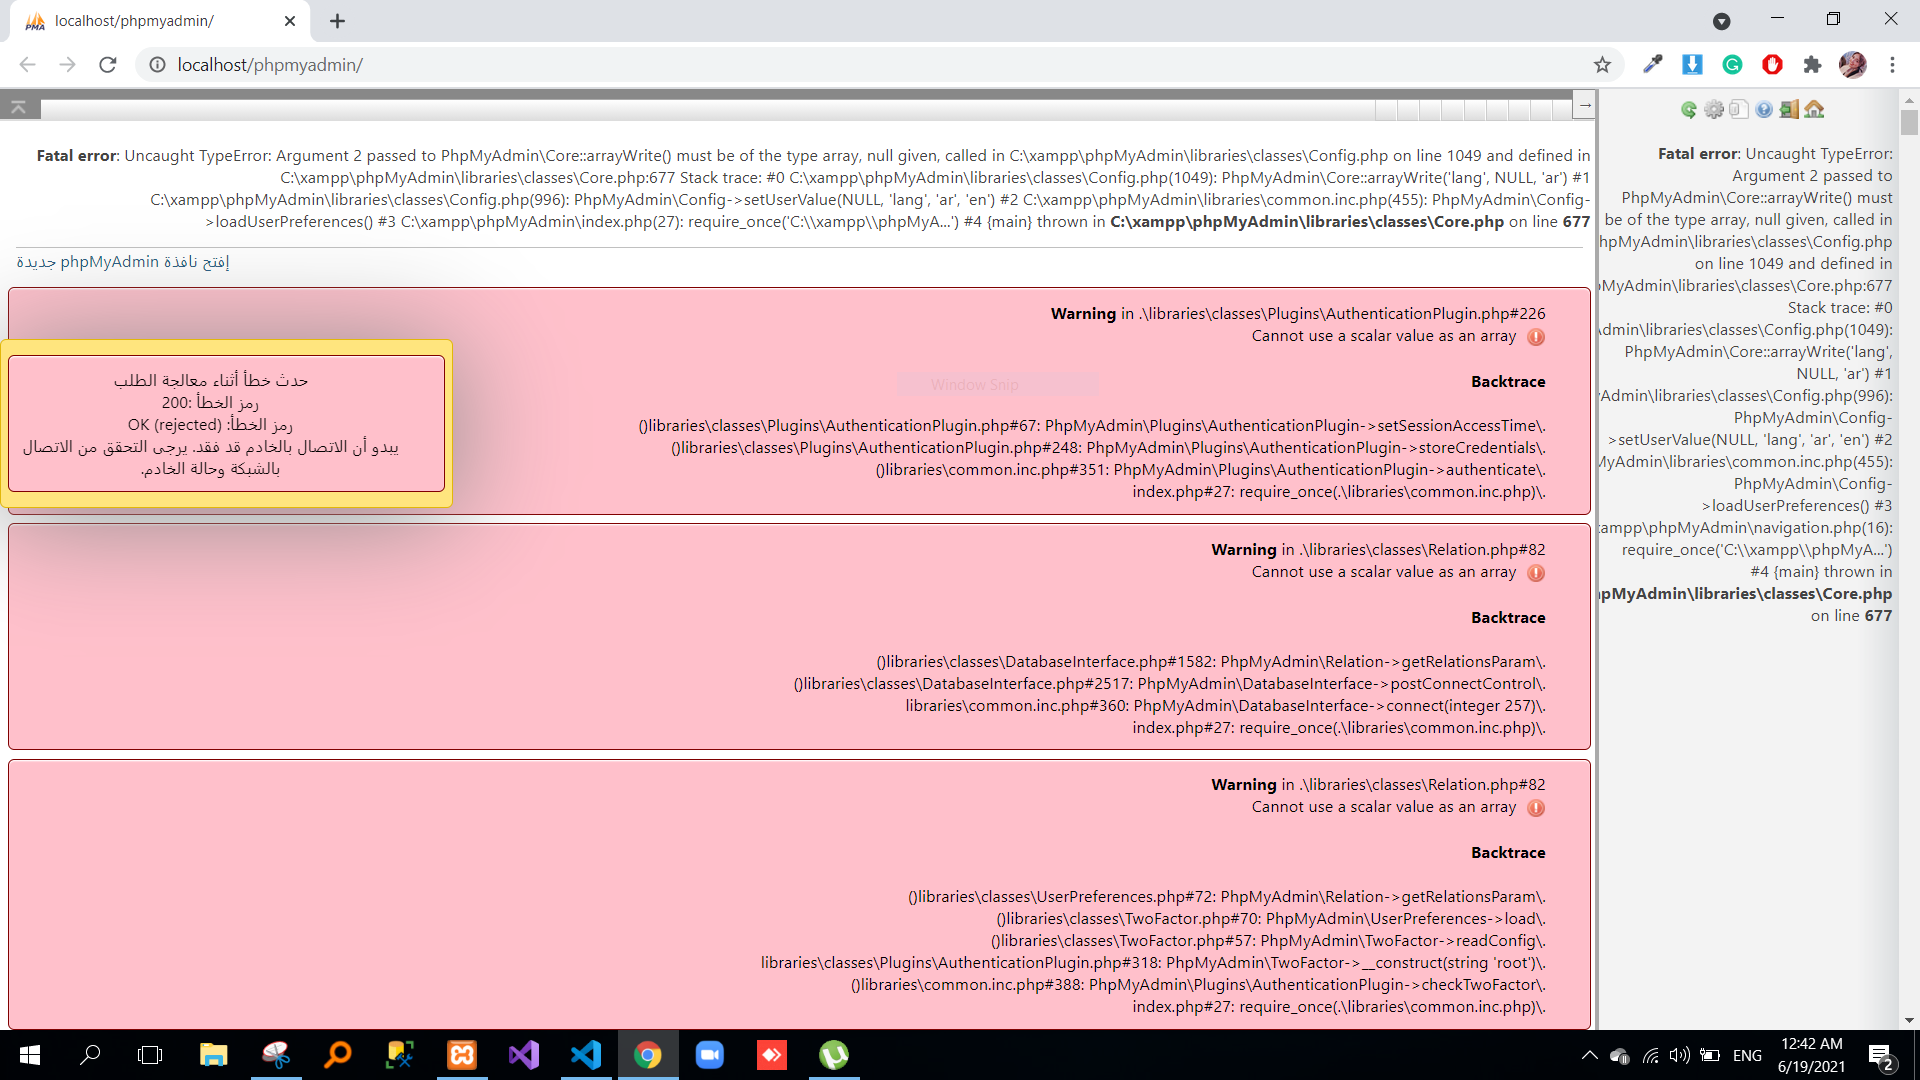 localhost/phpmyadmin/
localhost/phpmyadmin/
Fatal error: Uncaught TypeError: Argument 2 passed to PhpMyAdmin\Core::arrayWrite() must be of the type array, null given, called in C:\xampp\phpMyAdmin\libraries\classes\Config.php on line 1049 and defined in
C:\xampp\phpMyAdmin\libraries\classes\Core.php:677 Stack trace: #0 C:\xampp\phpMyAdmin\libraries\classes\Config.php(1049): PhpMyAdmin\Core::arrayWrite('lang', NULL, 'ar') #1
C:\xampp\phpMyAdmin\libraries\classes\Config.php(996): PhpMyAdmin\Config->setUserValue(NULL, 'lang', 'ar', 'en') #2 C:\xampp\phpMyAdmin\libraries\common.inc.php(455): PhpMyAdmin\Config-
>loadUserPreferences() #3 C:\xampp\phpMyAdmin\index.php(27): require_once('C:\\xampp\\phpMyA...') #4 {main} thrown in C:\xampp\phpMyAdmin\libraries\classes\Core.php on line 677
إفتح نافذة phpMyAdmin جديدة
Warning in .\libraries\classes\Plugins\AuthenticationPlugin.php#226
Cannot use a scalar value as an array
Window Snip
Backtrace
()libraries\classes\Plugins\AuthenticationPlugin.php#67: PhpMyAdmin\Plugins\AuthenticationPlugin->setSessionAccessTime\.
()libraries\classes\Plugins\AuthenticationPlugin.php#248: PhpMyAdmin\Plugins\AuthenticationPlugin->storeCredentials\.
()libraries\common.inc.php#351: PhpMyAdmin\Plugins\AuthenticationPlugin->authenticate\.
index.php#27: require_once(.\libraries\common.inc.php)\.
حدث خطأ أثناء معالجة الطلب
رمز الخطأ :200
رمز الخطأ: OK (rejected)
يبدو أن الاتصال بالخادم قد فقد. يرجى التحقق من الاتصال
بالشبكة وحالة الخادم.
Warning in .\libraries\classes\Relation.php#82
Cannot use a scalar value as an array
Backtrace
()libraries\classes\DatabaseInterface.php#1582: PhpMyAdmin\Relation->getRelationsParam\.
()libraries\classes\DatabaseInterface.php#2517: PhpMyAdmin\DatabaseInterface->postConnectControl\.
libraries\common.inc.php#360: PhpMyAdmin\DatabaseInterface->connect(integer 257)\.
index.php#27: require_once(.\libraries\common.inc.php)\.
Warning in .\libraries\classes\Relation.php#82
Cannot use a scalar value as an array
Backtrace
()libraries\classes\UserPreferences.php#72: PhpMyAdmin\Relation->getRelationsParam\.
()libraries\classes\TwoFactor.php#70: PhpMyAdmin\UserPreferences->load\.
()libraries\classes\TwoFactor.php#57: PhpMyAdmin\TwoFactor->readConfig\.
libraries\classes\Plugins\AuthenticationPlugin.php#318: PhpMyAdmin\TwoFactor->__construct(string 'root')\.
()libraries\common.inc.php#388: PhpMyAdmin\Plugins\AuthenticationPlugin->checkTwoFactor\.
index.php#27: require_once(.\libraries\common.inc.php)\.
Fatal error: Uncaught TypeError:
Argument 2 passed to
PhpMyAdmin\Core::arrayWrite() must
be of the type array, null given, called in
hpMyAdmin\libraries\classes\Config.php
on line 1049 and defined in
MyAdmin\libraries\classes\Core.php:677
Stack trace: #0
dmin\libraries\classes\Config.php(1049):
PhpMyAdmin\Core::arrayWrite('lang',
NULL, 'ar') #1
Admin\libraries\classes\Config.php(996):
PhpMyAdmin\Config-
>setUserValue(NULL, 'lang', 'ar', 'en') #2
MyAdmin\libraries\common.inc.php(455):
PhpMyAdmin\Config-
>loadUserPreferences() #3
xampp\phpMyAdmin\navigation.php(16):
require_once('C:\\xampp\\phpMyA...')
#4 {main} thrown in
pMyAdmin\libraries\classes\Core.php
on line 677
ENG
12:42 AM
6/19/2021
2